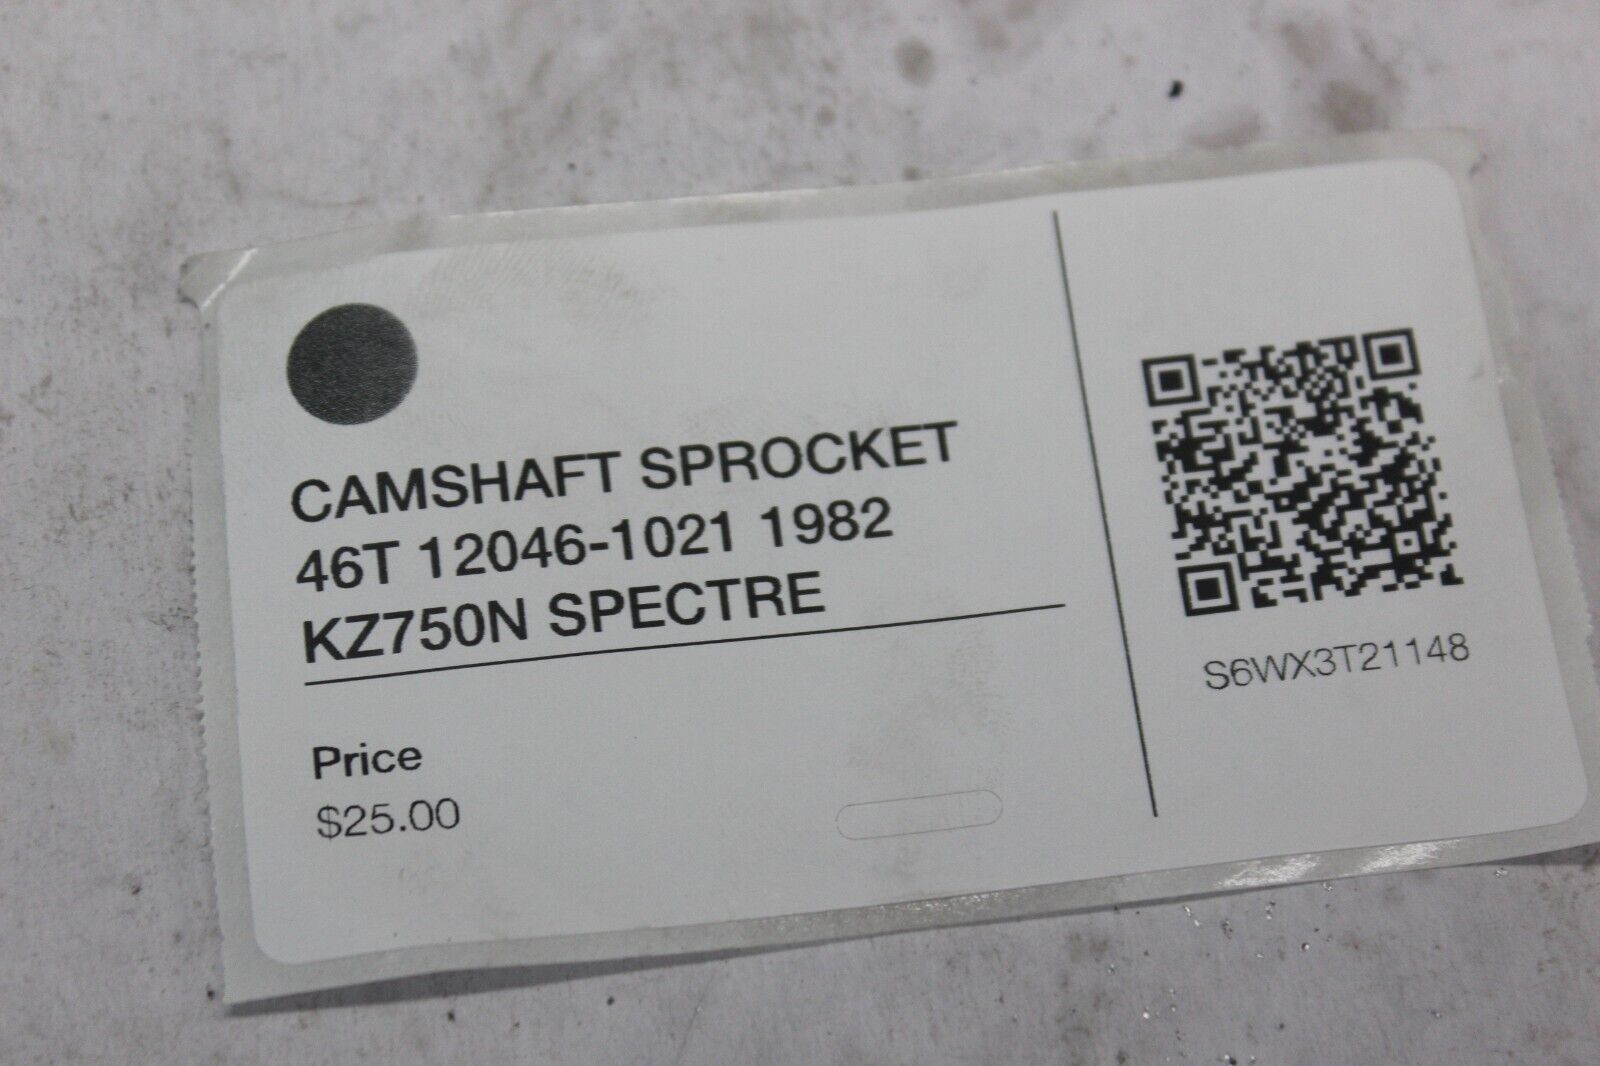 CAMSHAFT SPROCKET
46T 12046-1021 1982
KZ750N SPECTRE
Price
$25.00
S6WX3T21148